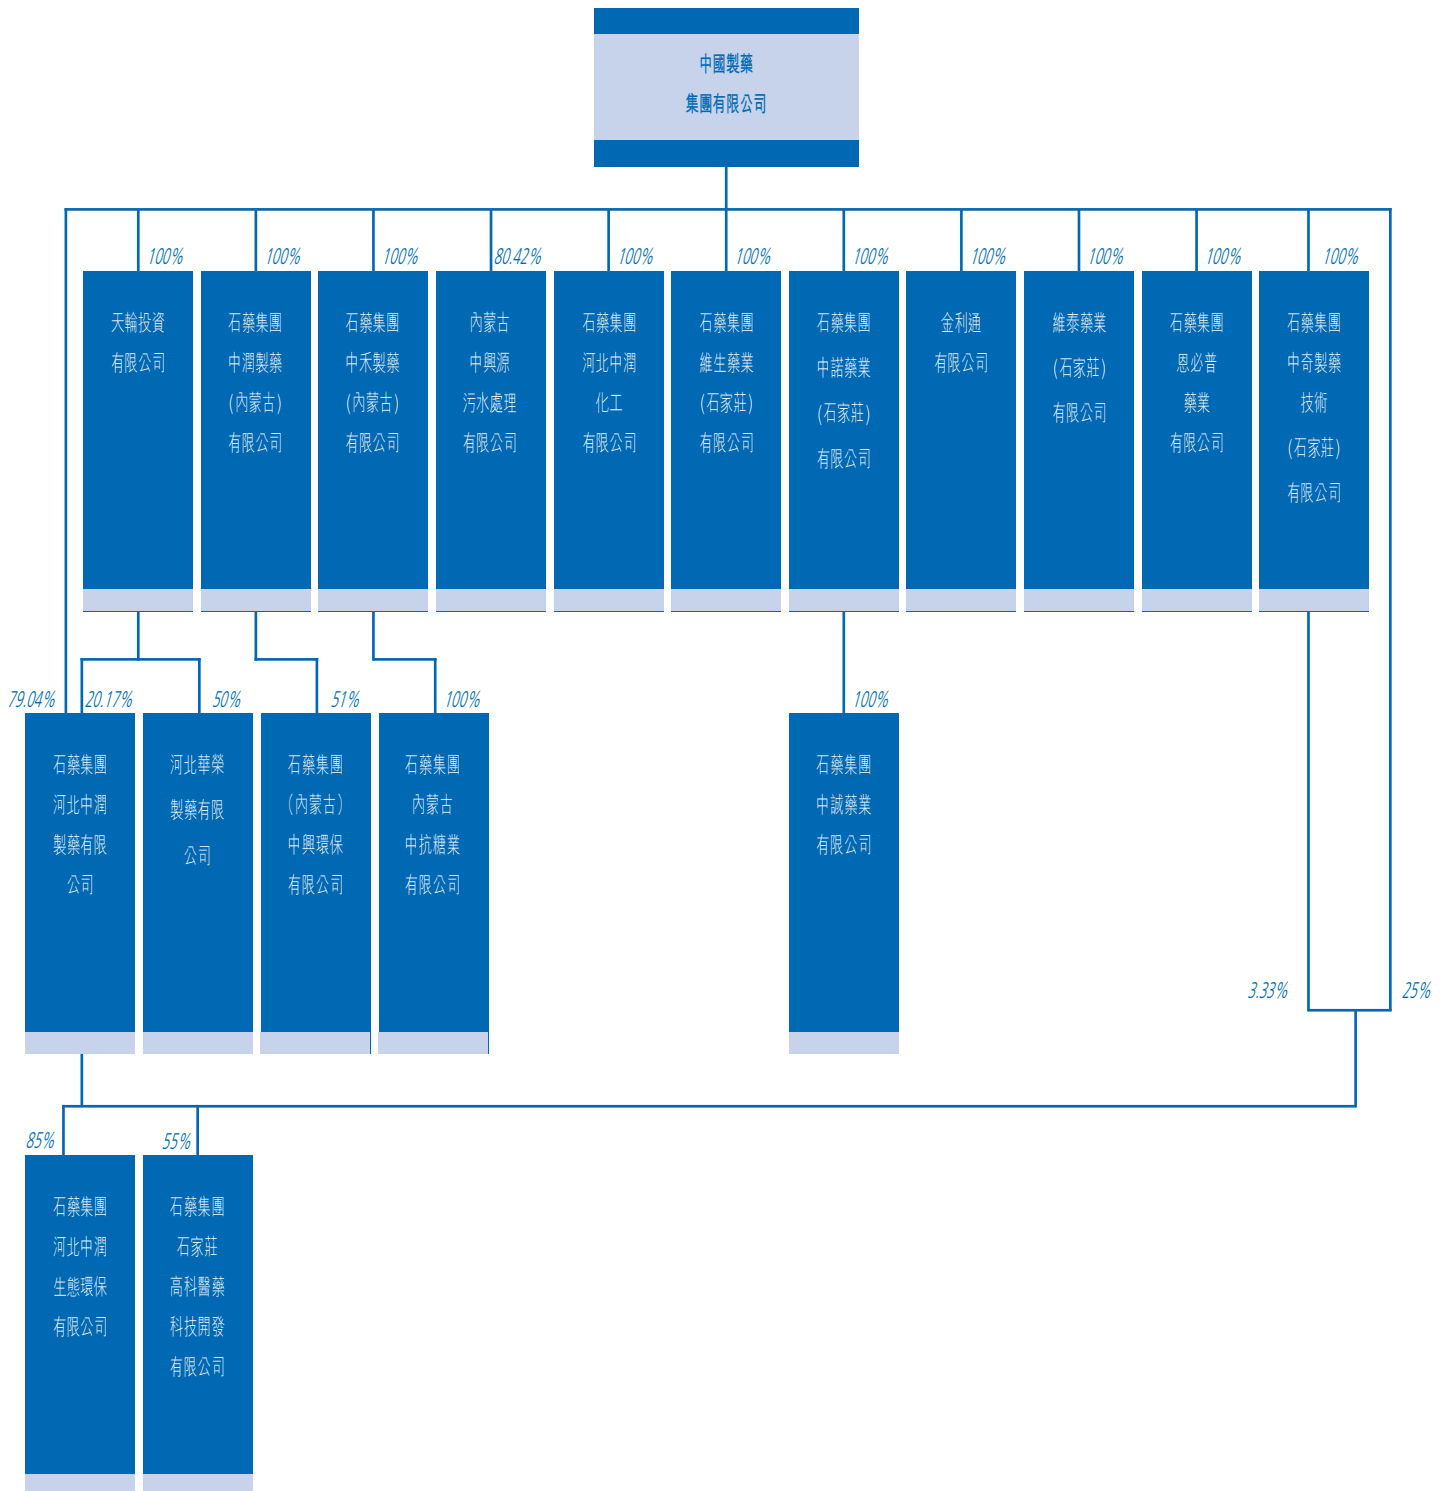 中國製藥
集團有限公司
100%
100%
100%
80.42%
100%
100%
100%
100%
100%
100%
100%
天輪投資
有限公司
石藥集團
中潤製藥
(內蒙古)
有限公司
石藥集團
中禾製藥
(內蒙古)
有限公司
內蒙古
中興源
污水處理
有限公司
石藥集團
河北中潤
化工
有限公司
石藥集團
維生藥業
(石家莊)
有限公司
石藥集團
中諾藥業
(石家莊)
有限公司
金利通
有限公司
維泰藥業
(石家莊)
有限公司
石藥集團
恩必普
藥業
有限公司
石藥集團
中奇製藥
技術
(石家莊)
有限公司
79.04%
20.17%
50%
51%
100%
100%
石藥集團
河北中潤
製藥有限
公司
河北華榮
製藥有限
公司
石藥集團
(內蒙古)
中興環保
有限公司
石藥集團
內蒙古
中抗糖業
有限公司
石藥集團
中誠藥業
有限公司
3.33%
25%
85%
55%
石藥集團
河北中潤
生態環保
有限公司
石藥集團
石家莊
高科醫藥
科技開發
有限公司